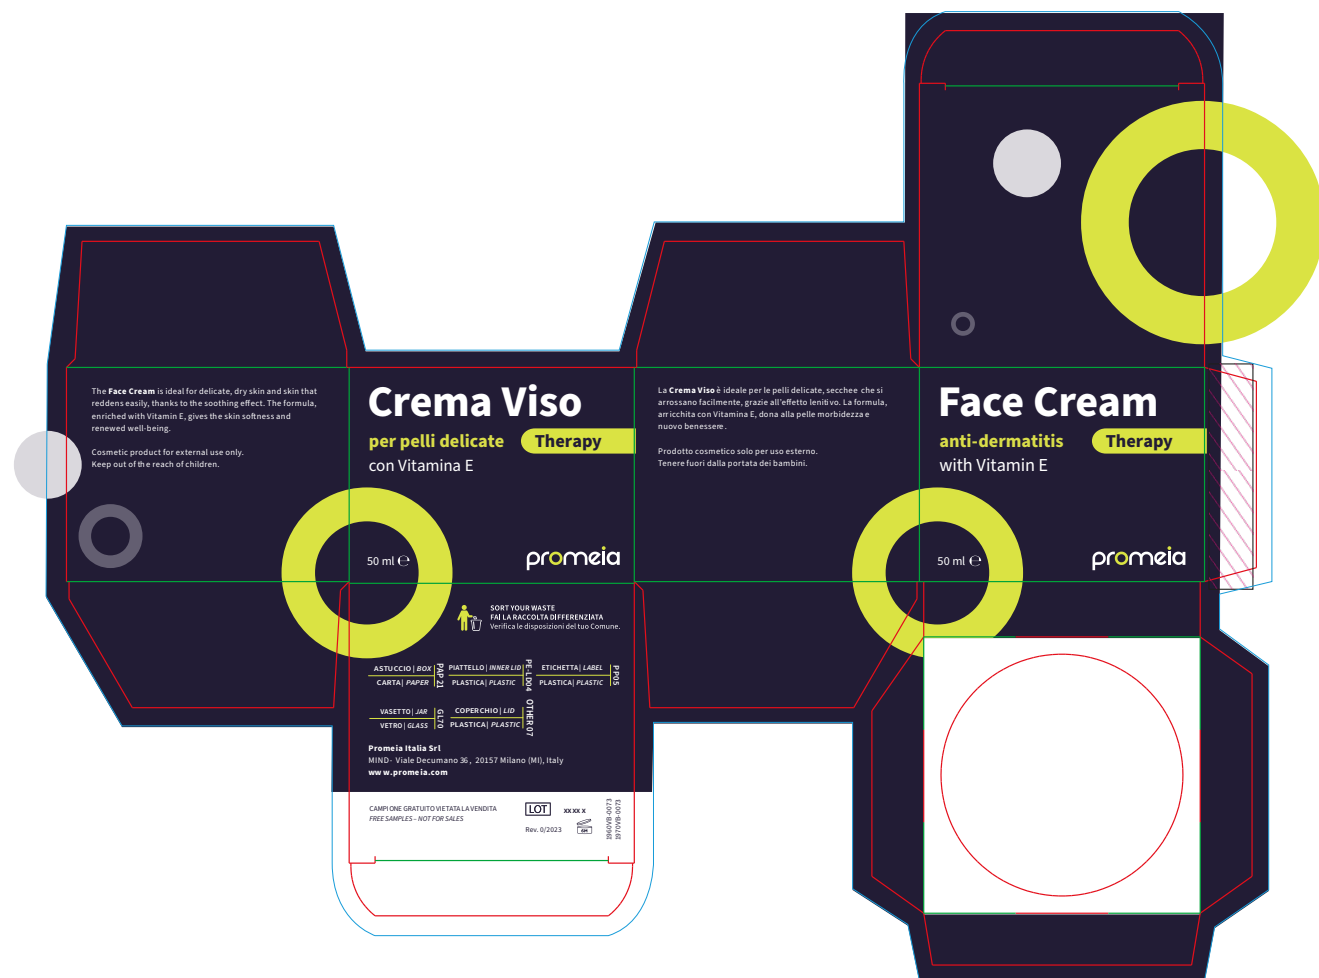 The Face Cream is ideal for delicate, dry skin and skin that
reddens easily, thanks to the soothing effect. The formula,
enriched with Vitamin E, gives the skin softness and
renewed well-being.
Cosmetic product for external use only.
Keep out of the reach of children.
Crema Viso
per pelli delicate
Therapy
con Vitamina E
50 ml ℮
promeia
La Crema Viso è ideale per le pelli delicate, secche e che si
arrossano facilmente, grazie all'effetto lenitivo. La formula,
arricchita con Vitamina E, dona alla pelle morbidezza e
nuovo benessere.
Prodotto cosmetico solo per uso esterno.
Tenere fuori dalla portata dei bambini.
Face Cream
anti-dermatitis
Therapy
with Vitamin E
50 ml ℮
promeia
SORT YOUR WASTE
FAI LA RACCOLTA DIFFERENZIATA
Verifica le disposizioni del tuo Comune.
ASTUCCIO | BOX
CARTA | PAPER
PAP 21
PIATTELLO | INNER LID
PLASTICA | PLASTIC
PE-LD04
ETICHETTA | LABEL
PLASTICA | PLASTIC
PP05
VASETTO | JAR
VETRO | GLASS
GL70
COPERCHIO | LID
PLASTICA | PLASTIC
OTHER 07
Promeia Italia Srl
MIND - Viale Decumano 36, 20157 Milano (MI), Italy
www.promeia.com
CAMPIONE GRATUITO VIETATA LA VENDITA
FREE SAMPLES – NOT FOR SALES
LOT
xxxxx
Rev. 0/2023
6M
1960VB-0073
1970VB-0073